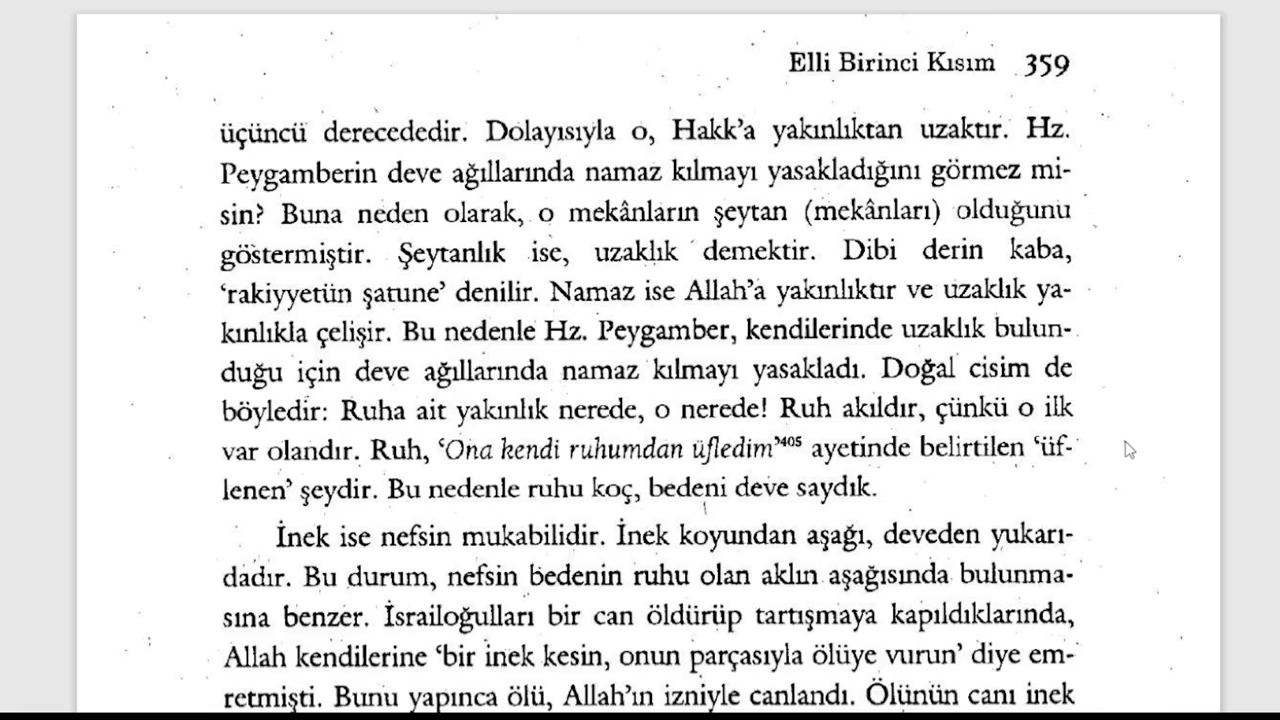 Elli Birinci Kısım 359
üçüncü derecededir. Dolayısıyla o, Hakk’a yakınlıktan uzaktır. Hz.
Peygamberin deve ağıllarında namaz kılmayı yasakladığını görmez mi-
sin? Buna neden olarak, o mekânların şeytan (mekânları) olduğunu
göstermiştir. Şeytanlık ise, uzaklık demektir. Dibi derin kaba,
‘rakiyyetün şatune’ denilir. Namaz ise Allah’a yakınlıktır ve uzaklık ya-
kınlıkla çelişir. Bu nedenle Hz. Peygamber, kendilerinde uzaklık bulun-
duğu için deve ağıllarında namaz kılmayı yasakladı. Doğal cisim de
böyledir: Ruha ait yakınlık nerede, o nerede! Ruh akıldır, çünkü o ilk
var olandır. Ruh, ‘Ona kendi ruhumdan üfledim’405 ayetinde belirtilen ‘üf-
lenen’ şeydir. Bu nedenle ruhu koç, bedeni deve saydık.
İnek ise nefsin mukabilidir. İnek koyundan aşağı, deveden yukarı-
dadır. Bu durum, nefsin bedenin ruhu olan aklın aşağısında bulunma-
sına benzer. İsrailoğulları bir can öldürüp tartışmaya kapıldıklarında,
Allah kendilerine ‘bir inek kesin, onun parçasıyla ölüye vurun’ diye em-
retmişti. Bunu yapınca ölü, Allah’ın izniyle canlandı. Ölünün canı inek